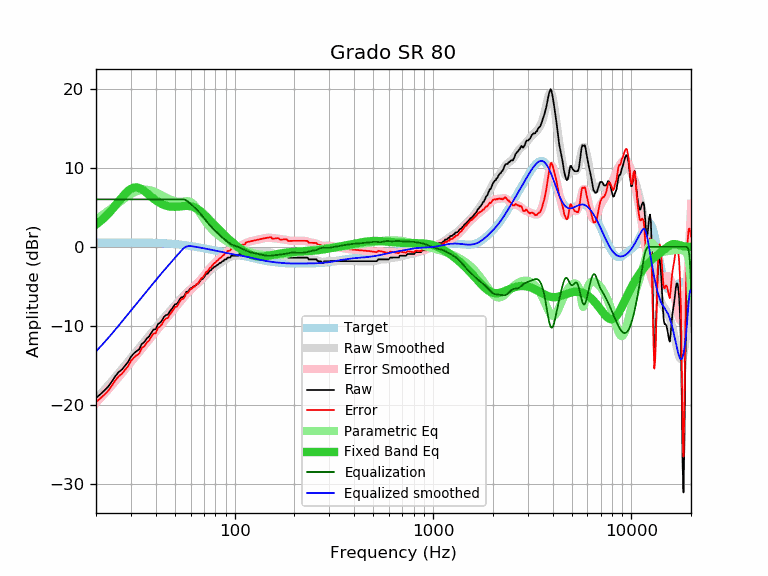 Grado SR 80
20
10
0
−10
−20
−30
Amplitude (dBr)
Target
Raw Smoothed
Error Smoothed
Raw
Error
Parametric Eq
Fixed Band Eq
Equalization
Equalized smoothed
100
1000
10000
Frequency (Hz)